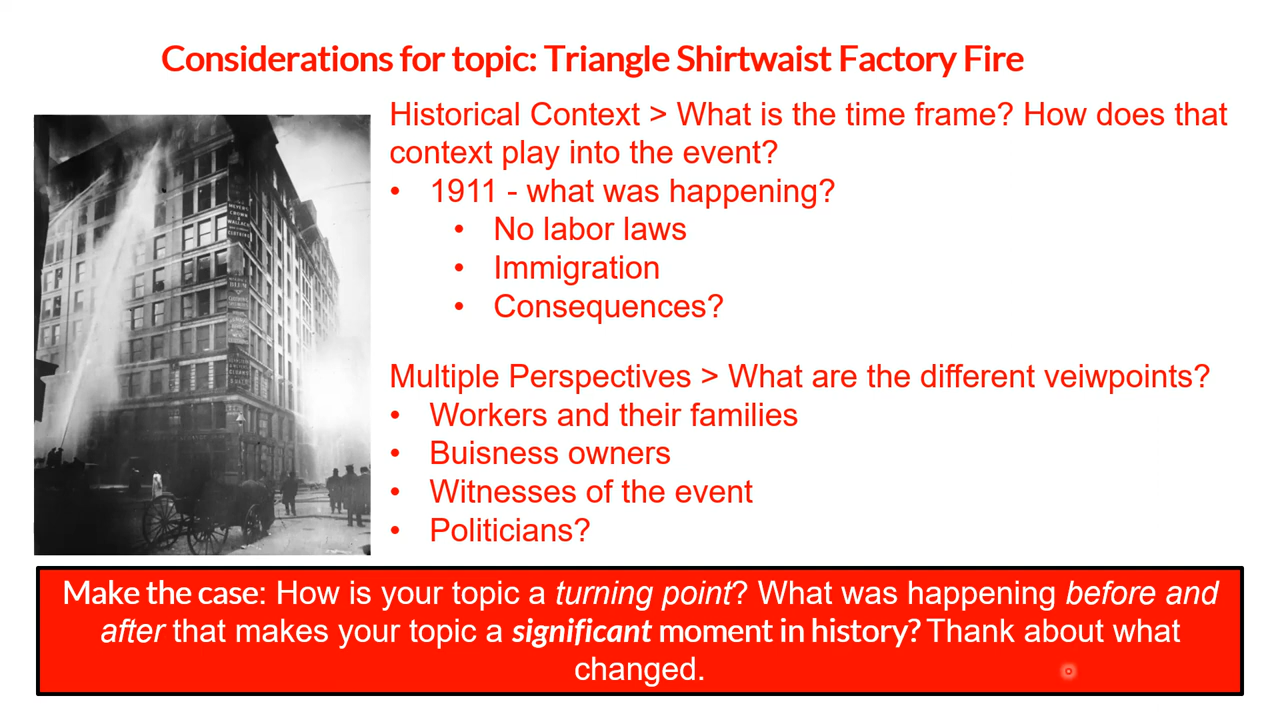 Considerations for topic: Triangle Shirtwaist Factory Fire
Historical Context > What is the time frame? How does that
context play into the event?
• 1911 - what was happening?
• No labor laws
• Immigration
• Consequences?
Multiple Perspectives > What are the different veiwpoints?
• Workers and their families
• Buisness owners
• Witnesses of the event
• Politicians?
Make the case: How is your topic a turning point? What was happening before and
after that makes your topic a significant moment in history? Thank about what
changed.